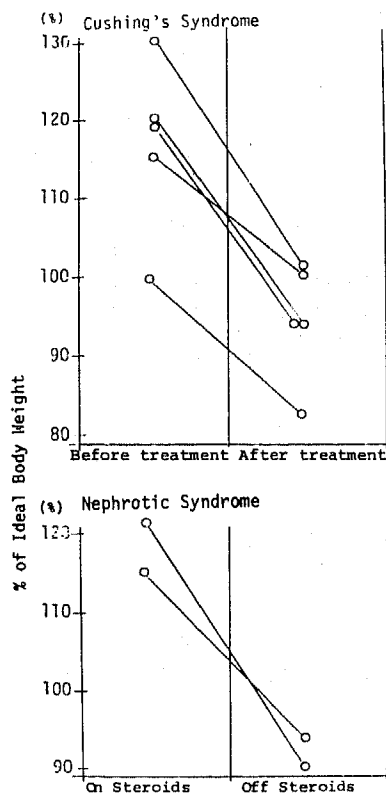 (%) Cushing's Syndrome
130
120
110
100
90
80
Before treatment After treatment
% of Ideal Body Weight
(%) Nephrotic Syndrome
123
110
100
90
On Steroids Off Steroids